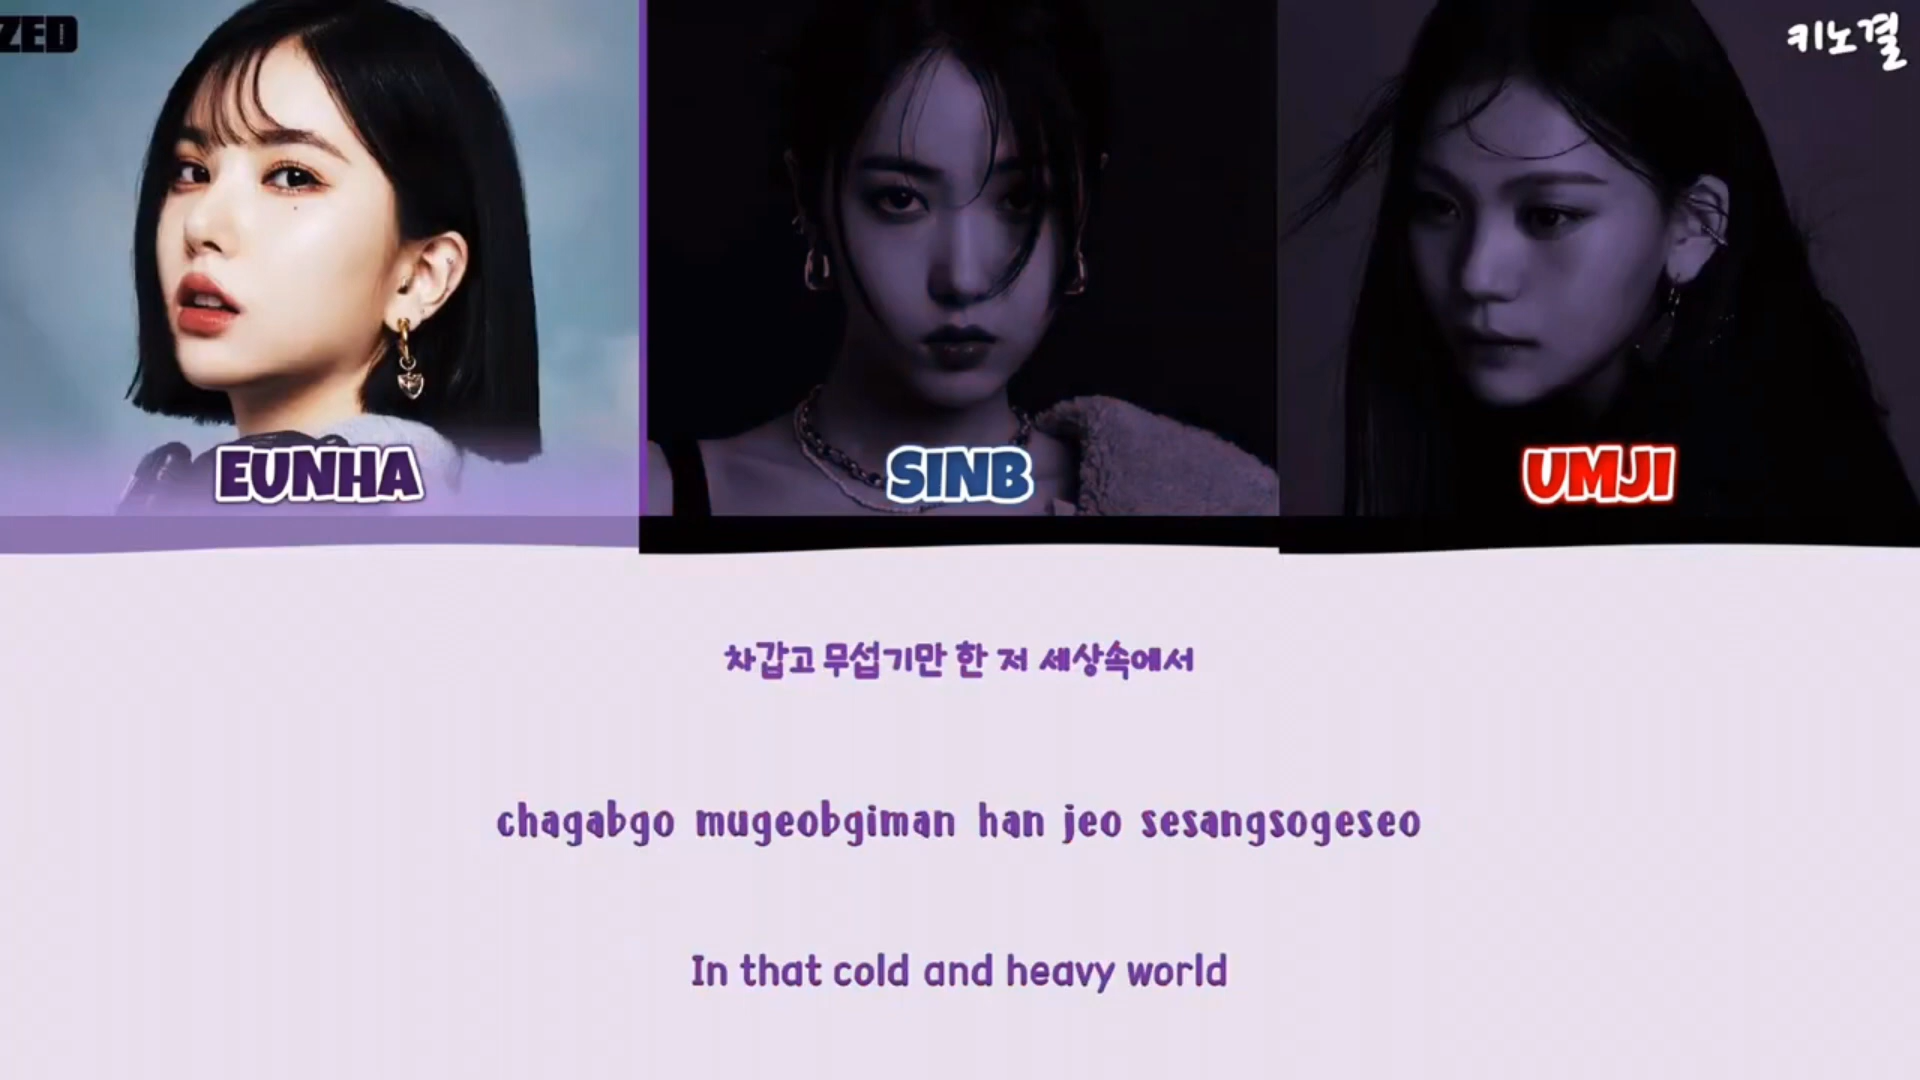 ZED
키노결
EUNHA
SINB
UMJI
차갑고 무섭기만 한 저 세상속에서
chagabgo mugeobgiman han jeo sesangsogeseo
In that cold and heavy world